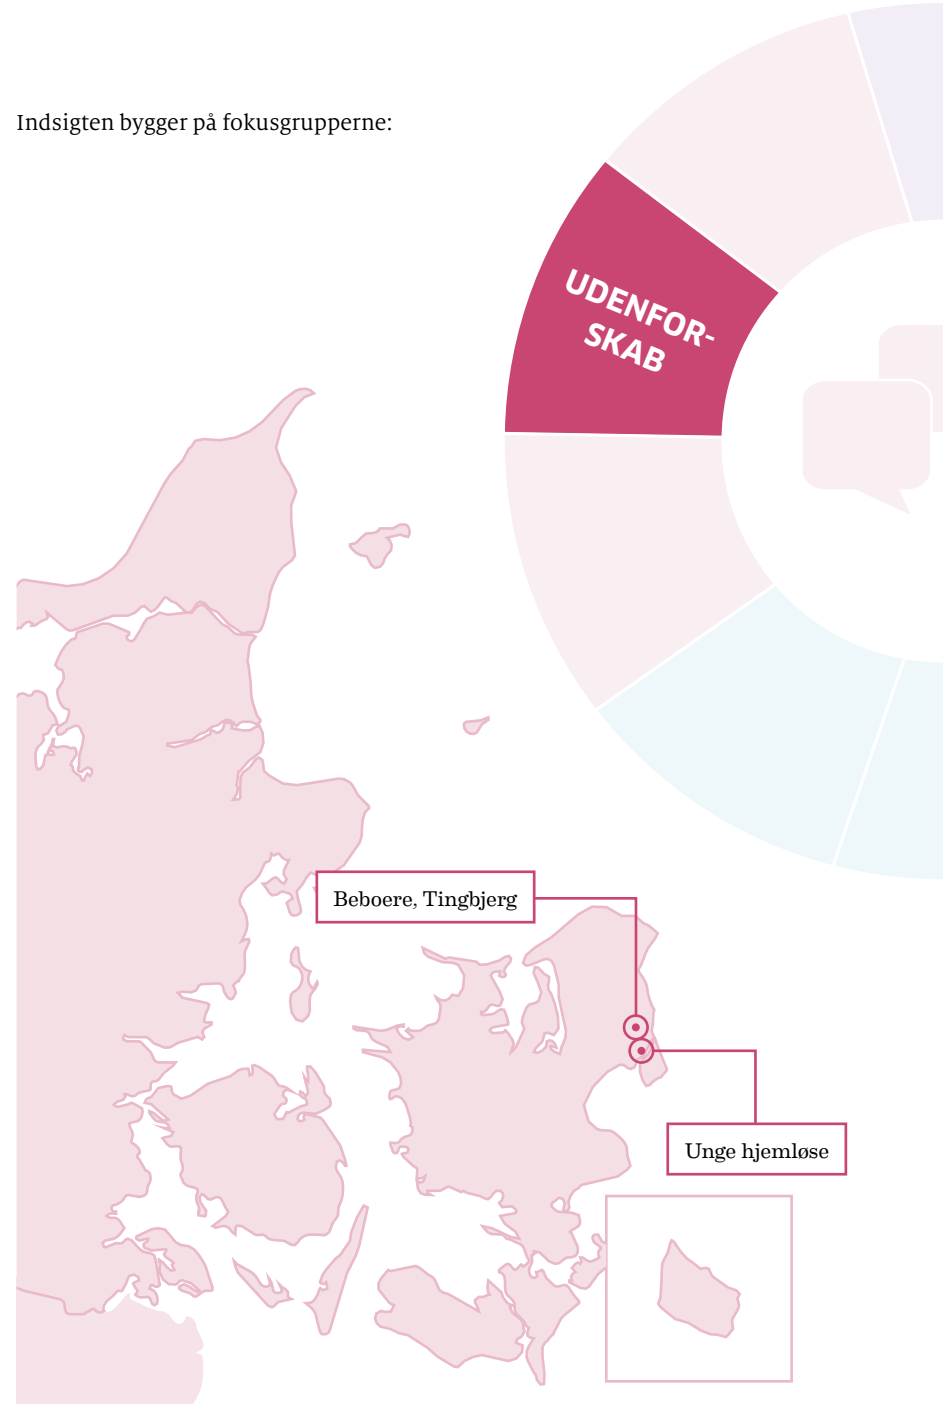 Indsigten bygger på fokusgrupperne:
UDENFOR-
SKAB
Beboere, Tingbjerg
Unge hjemløse